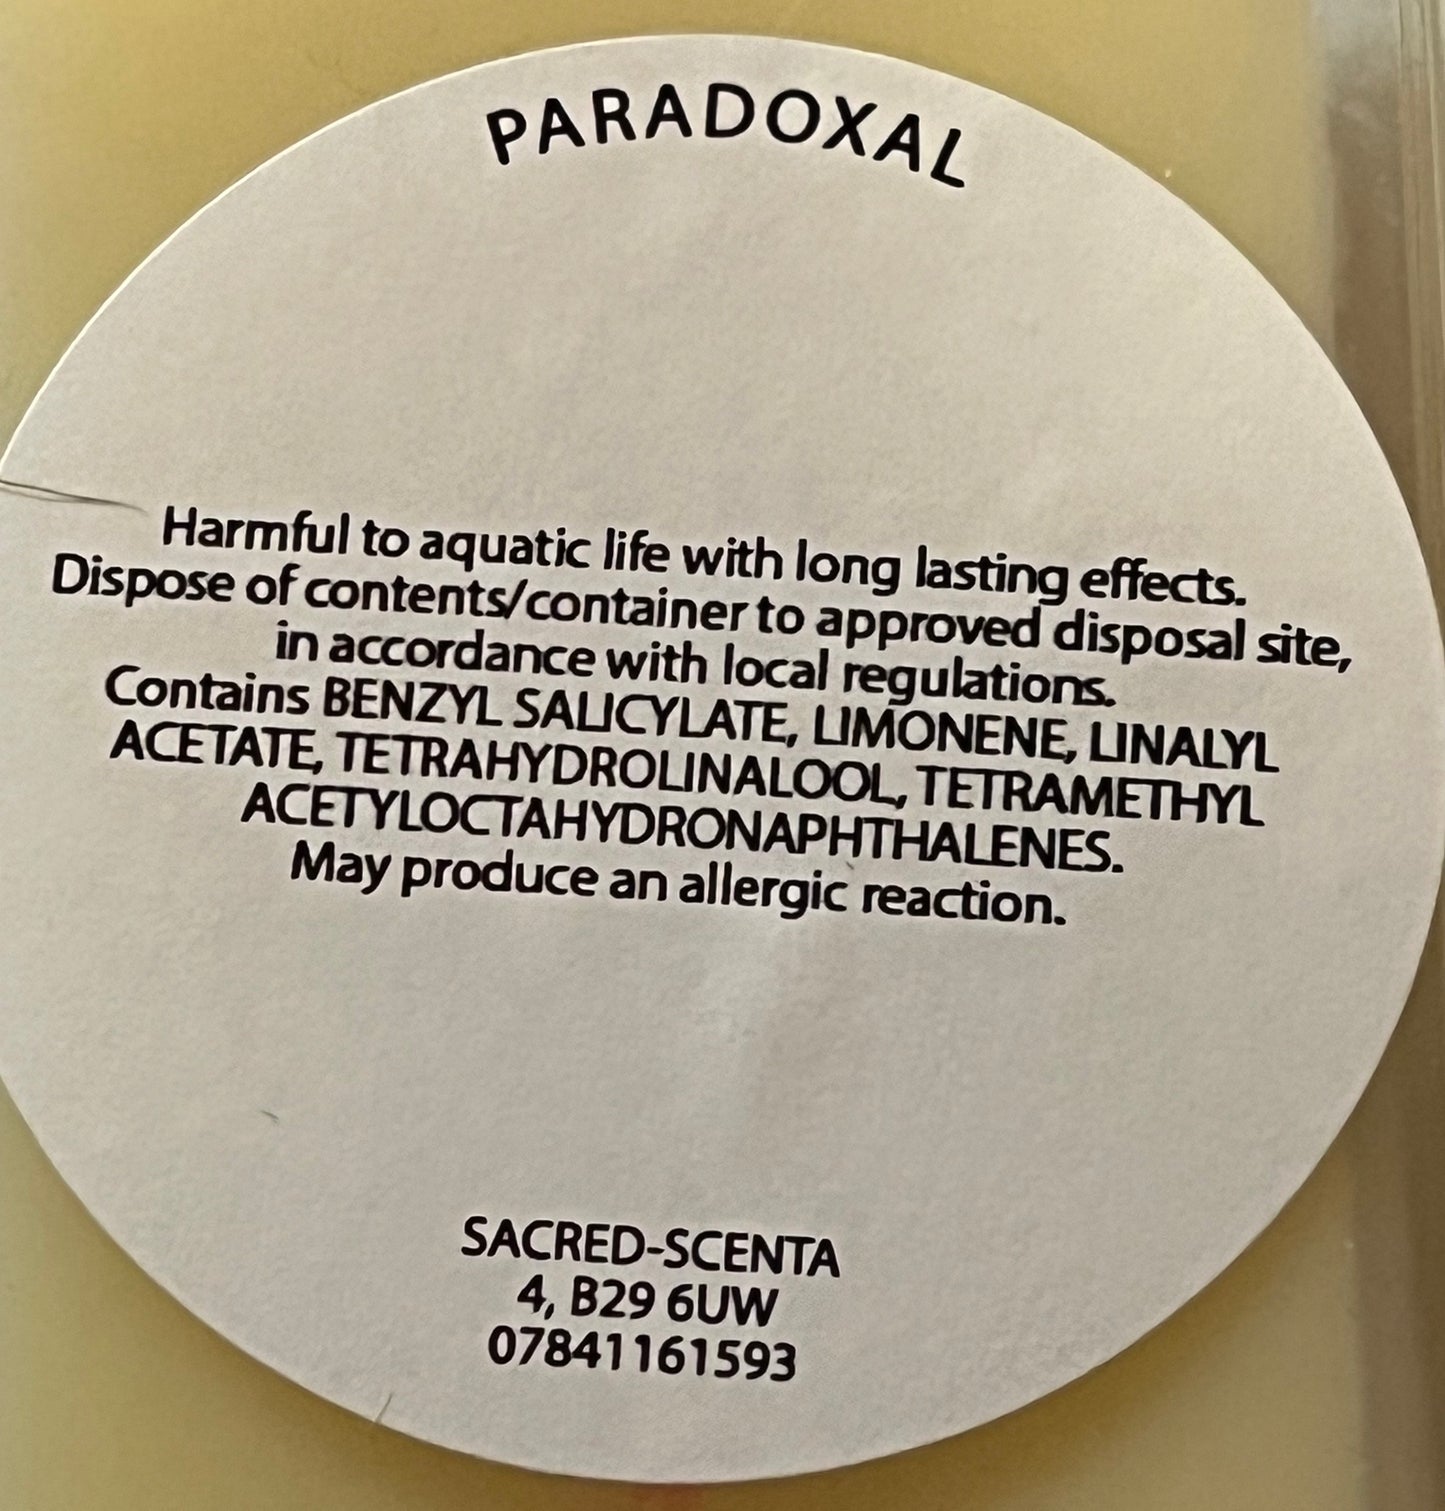 PARADOXAL
Harmful to aquatic life with long lasting effects.
Dispose of contents/container to approved disposal site,
in accordance with local regulations.
Contains BENZYL SALICYLATE, LIMONENE, LINALYL
ACETATE, TETRAHYDROLINALOOL, TETRAMETHYL
ACETYLOCTAHYDRONAPHTHALENES.
May produce an allergic reaction.
SACRED-SCENTA
4, B29 6UW
07841161593